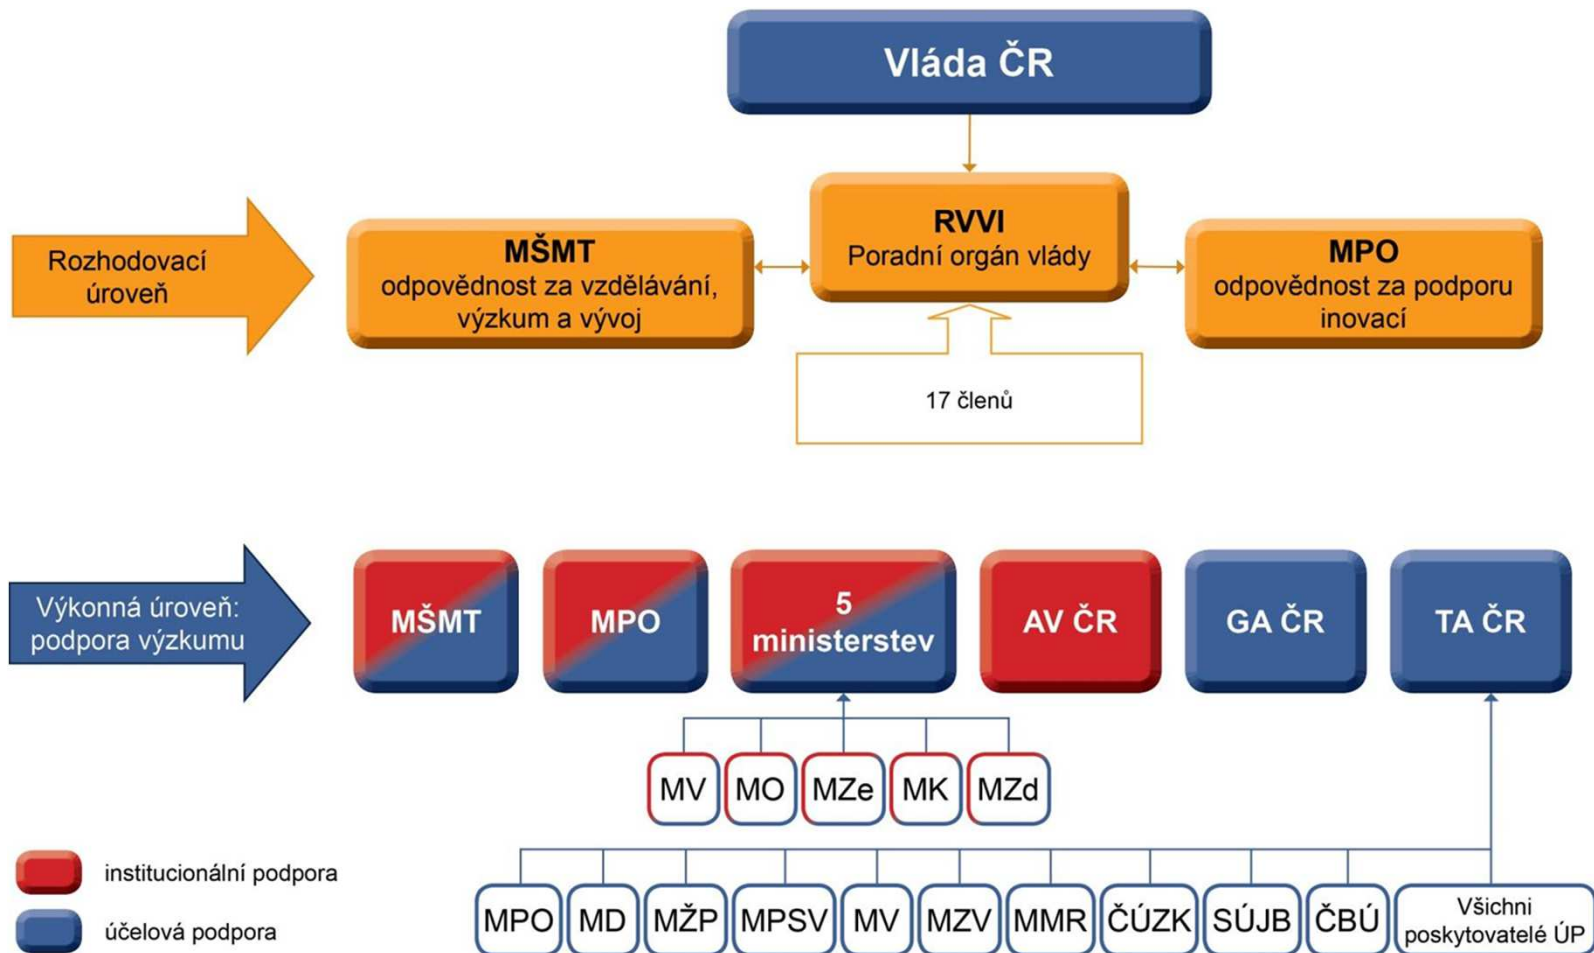 Vláda ČR
Rozhodovací
úroveň
MŠMT
odpovědnost za vzdělávání,
výzkum a vývoj
RVVI
Poradní orgán vlády
MPO
odpovědnost za podporu
inovací
17 členů
Výkonná úroveň:
podpora výzkumu
MŠMT
MPO
5
ministerstev
AV ČR
GA ČR
TA ČR
MV
MO
MZe
MK
MZd
institucionální podpora
účelová podpora
MPO
MD
MŽP
MPSV
MV
MZV
MMR
ČÚZK
SÚJB
ČBÚ
Všichni
poskytovatelé ÚP